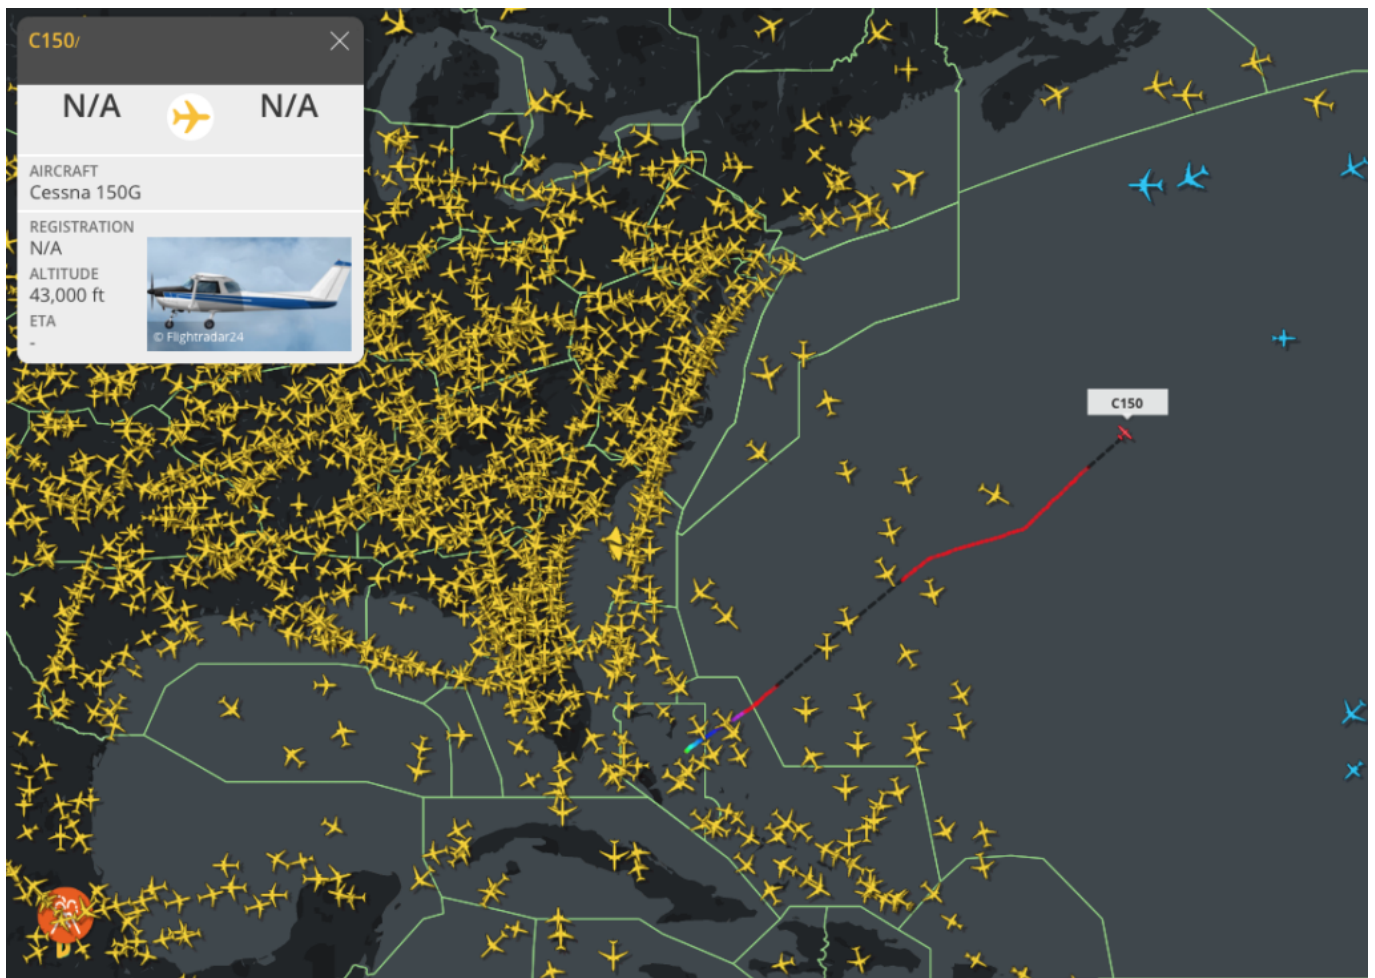 C150/
N/A
N/A
AIRCRAFT
Cessna 150G
REGISTRATION
N/A
ALTITUDE
43,000 ft
ETA
-
© Flightradar24
C150